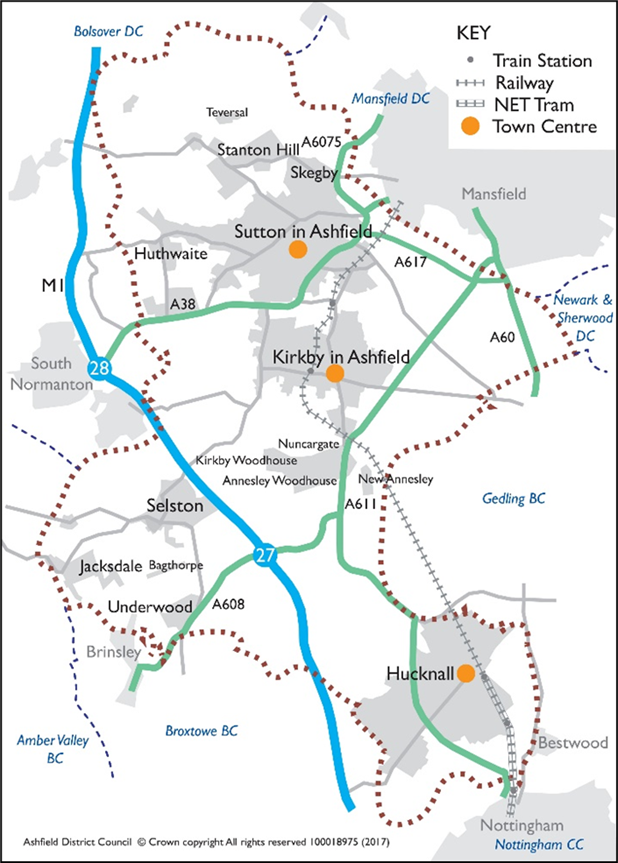 Bolsover DC
KEY
Train Station
Railway
NET Tram
Town Centre
Mansfield DC
Teversal
Stanton Hill
A6075
Skegby
Mansfield
Sutton in Ashfield
Huthwaite
A617
M1
A38
Newark &
Sherwood
DC
A60
South
Normanton
28
Kirkby in Ashfield
Nuncargate
Kirkby Woodhouse
Annesley Woodhouse
New Annesley
Selston
A611
Gedling BC
27
Jacksdale
Bagthorpe
Underwood
A608
Brinsley
Hucknall
Amber Valley
BC
Broxtowe BC
Bestwood
Nottingham
Nottingham CC
Ashfield District Council © Crown copyright All rights reserved 100018975 (2017)